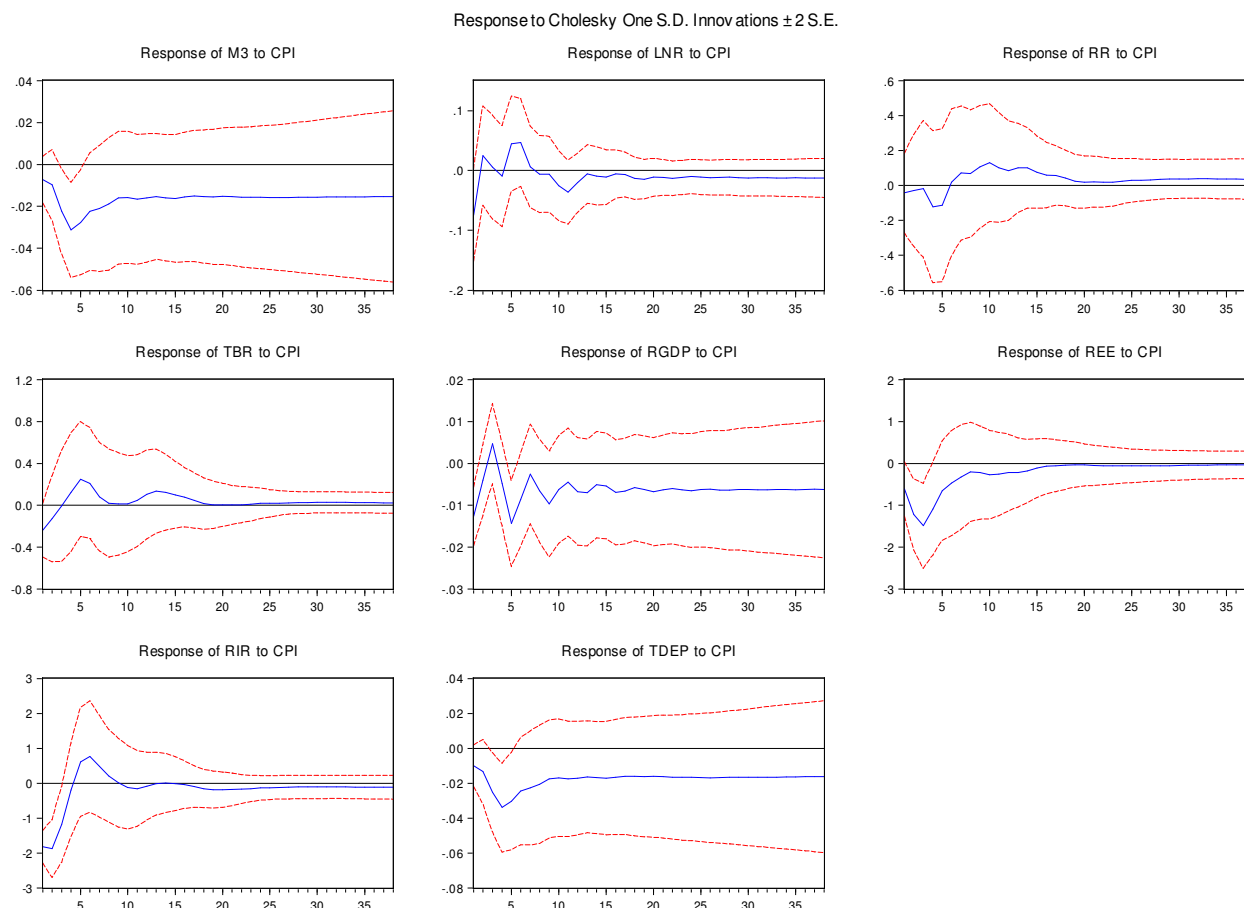 Response to Cholesky One S.D. Innovations ± 2 S.E.
Response of M3 to CPI
.04
.02
.00
-.02
-.04
-.06
5 10 15 20 25 30 35
Response of LNR to CPI
.1
.0
-.1
-.2
5 10 15 20 25 30 35
Response of RR to CPI
.6
.4
.2
.0
-.2
-.4
-.6
5 10 15 20 25 30 35
Response of TBR to CPI
1.2
0.8
0.4
0.0
-0.4
-0.8
5 10 15 20 25 30 35
Response of RGDP to CPI
.02
.01
.00
-.01
-.02
-.03
5 10 15 20 25 30 35
Response of REE to CPI
2
1
0
-1
-2
-3
5 10 15 20 25 30 35
Response of RIR to CPI
3
2
1
0
-1
-2
-3
5 10 15 20 25 30 35
Response of TDEP to CPI
.04
.02
.00
-.02
-.04
-.06
-.08
5 10 15 20 25 30 35